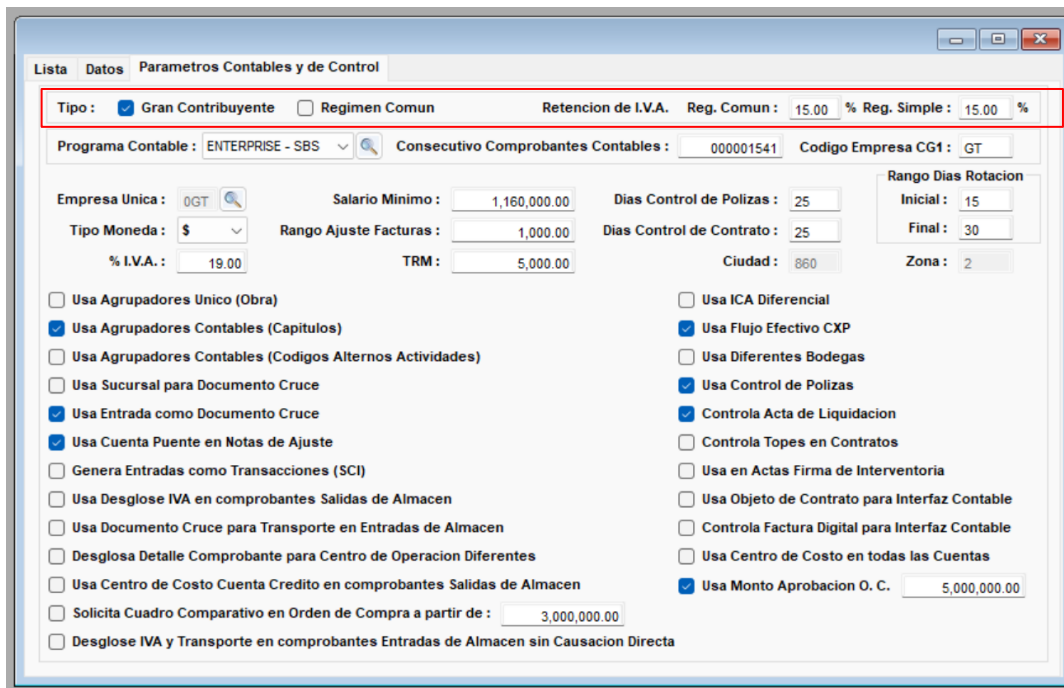 Lista Datos Parametros Contables y de Control
Tipo : Gran Contribuyente Regimen Comun Retencion de I.V.A. Reg. Comun : 15.00 % Reg. Simple : 15.00 %
Programa Contable : ENTERPRISE - SBS Consecutivo Comprobantes Contables : 000001541 Codigo Empresa CG1 : GT
Rango Dias Rotacion
Empresa Unica : 0GT Salario Minimo : 1,160,000.00 Dias Control de Polizas : 25 Inicial : 15
Tipo Moneda : $ Rango Ajuste Facturas : 1,000.00 Dias Control de Contrato : 25 Final : 30
% I.V.A. : 19.00 TRM : 5,000.00 Ciudad : 860 Zona : 2
Usa Agrupadores Unico (Obra) Usa ICA Diferencial
Usa Agrupadores Contables (Capitulos) Usa Flujo Efectivo CXP
Usa Agrupadores Contables (Codigos Alternos Actividades) Usa Diferentes Bodegas
Usa Sucursal para Documento Cruce Usa Control de Polizas
Usa Entrada como Documento Cruce Controla Acta de Liquidacion
Usa Cuenta Puente en Notas de Ajuste Controla Topes en Contratos
Genera Entradas como Transacciones (SCI) Usa en Actas Firma de Interventoria
Usa Desglose IVA en comprobantes Salidas de Almacen Usa Objeto de Contrato para Interfaz Contable
Usa Documento Cruce para Transporte en Entradas de Almacen Controla Factura Digital para Interfaz Contable
Desglosa Detalle Comprobante para Centro de Operacion Diferentes Usa Centro de Costo en todas las Cuentas
Usa Centro de Costo Cuenta Credito en comprobantes Salidas de Almacen Usa Monto Aprobacion O. C. 5,000,000.00
Solicita Cuadro Comparativo en Orden de Compra a partir de : 3,000,000.00
Desglose IVA y Transporte en comprobantes Entradas de Almacen sin Causacion Directa